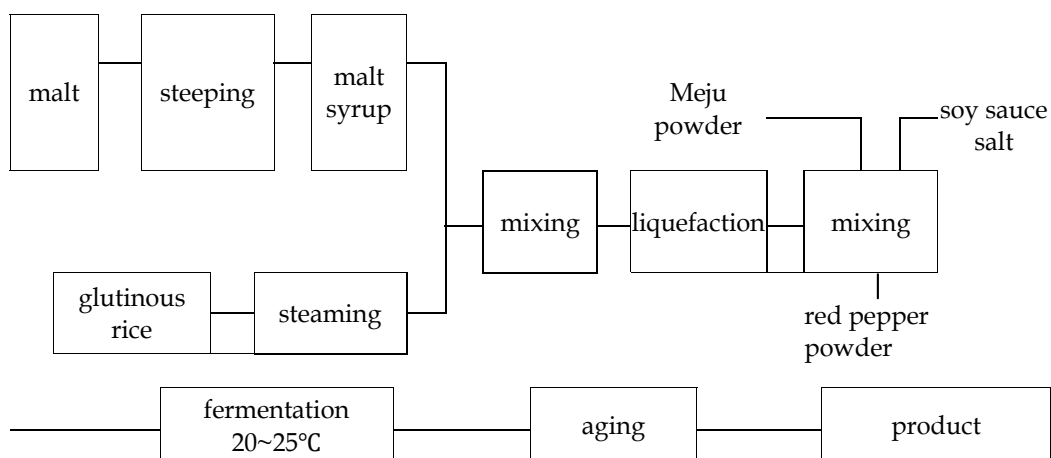 malt
steeping
malt
syrup
Meju
powder
soy sauce
salt
mixing
liquefaction
mixing
glutinous
rice
steaming
red pepper
powder
fermentation
20~25℃
aging
product